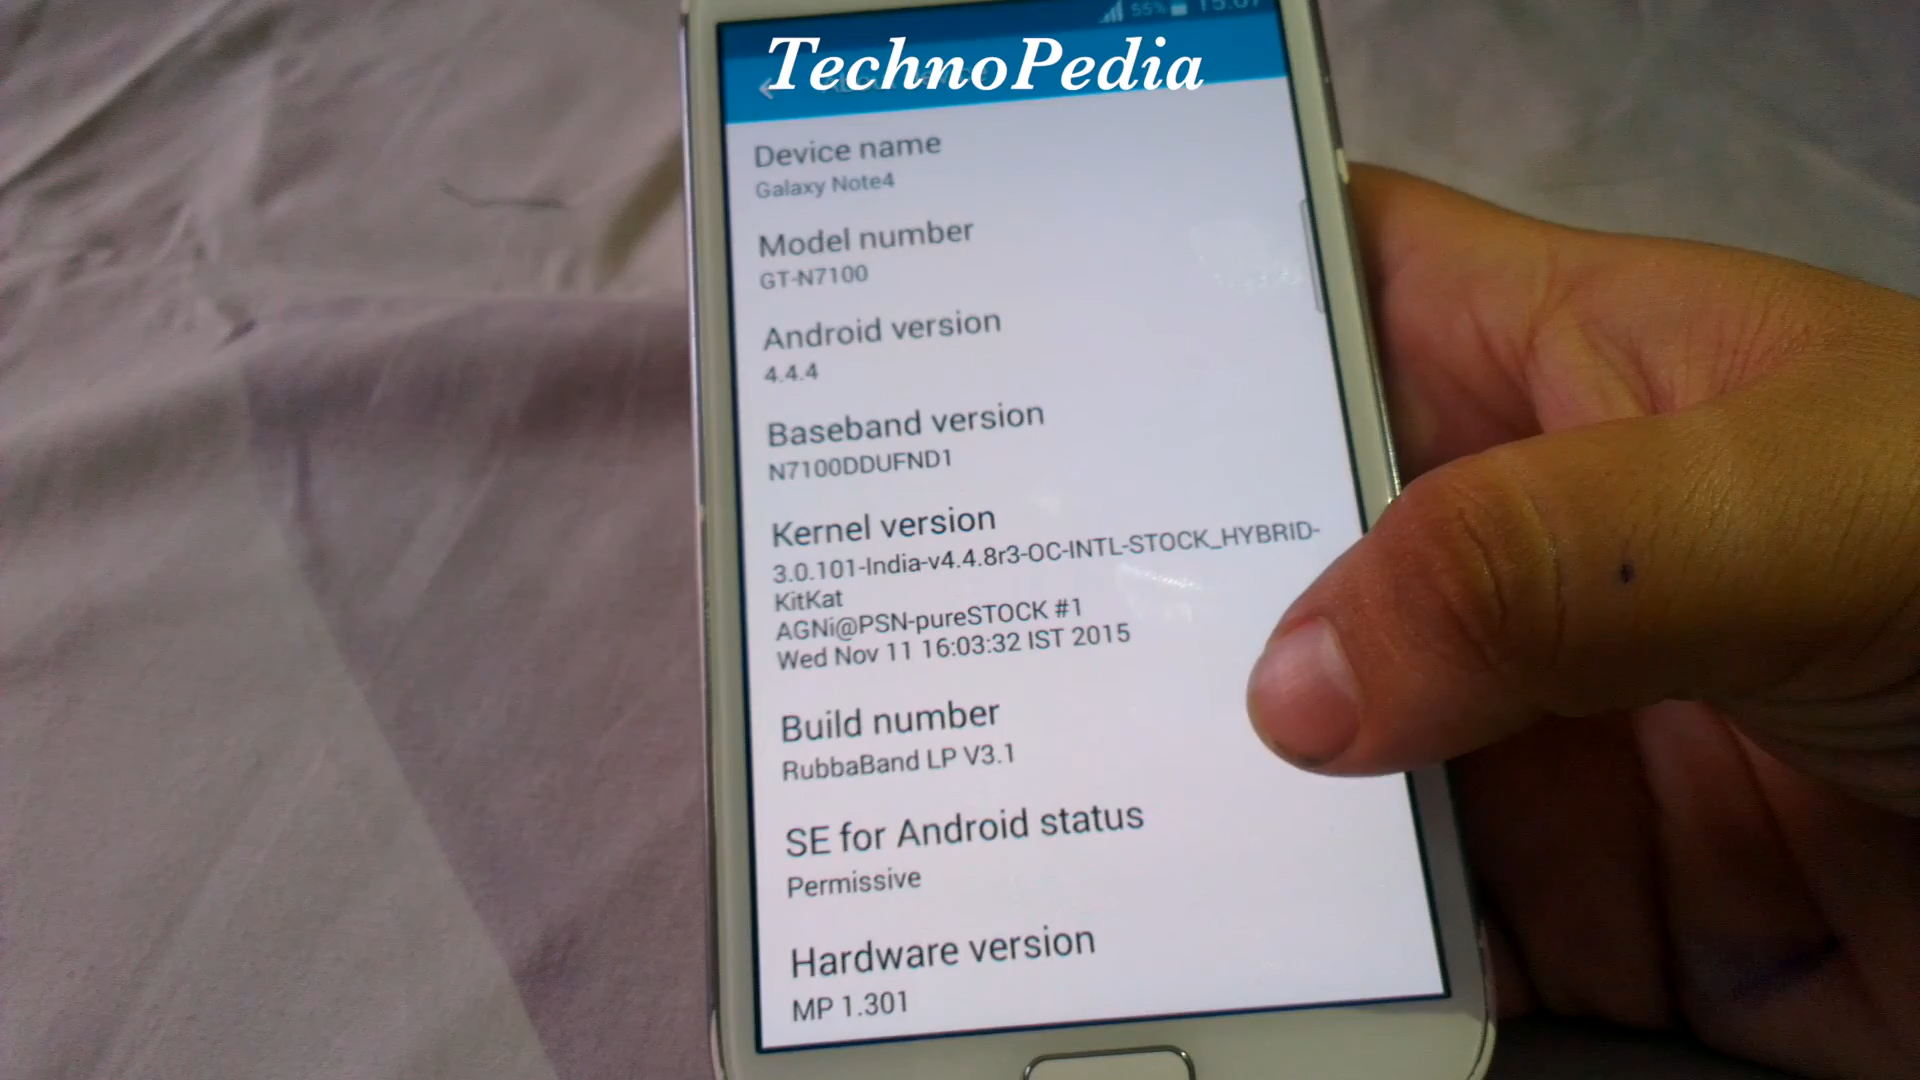 55% 15:07
TechnoPedia
Device name
Galaxy Note4
Model number
GT-N7100
Android version
4.4.4
Baseband version
N7100DDUFND1
Kernel version
3.0.101-India-v4.4.8r3-OC-INTL-STOCK_HYBRID-
KitKat
AGNi@PSN-pureSTOCK #1
Wed Nov 11 16:03:32 IST 2015
Build number
RubbaBand LP V3.1
SE for Android status
Permissive
Hardware version
MP 1.301